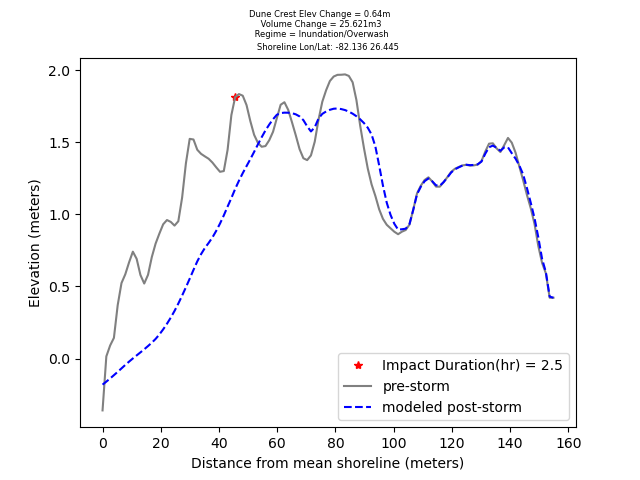 Dune Crest Elev Change = 0.64m
Volume Change = 25.621m3
Regime = Inundation/Overwash
Shoreline Lon/Lat: -82.136 26.445
2.0
1.5
1.0
0.5
0.0
Elevation (meters)
Impact Duration(hr) = 2.5
pre-storm
modeled post-storm
0 20 40 60 80 100 120 140 160
Distance from mean shoreline (meters)